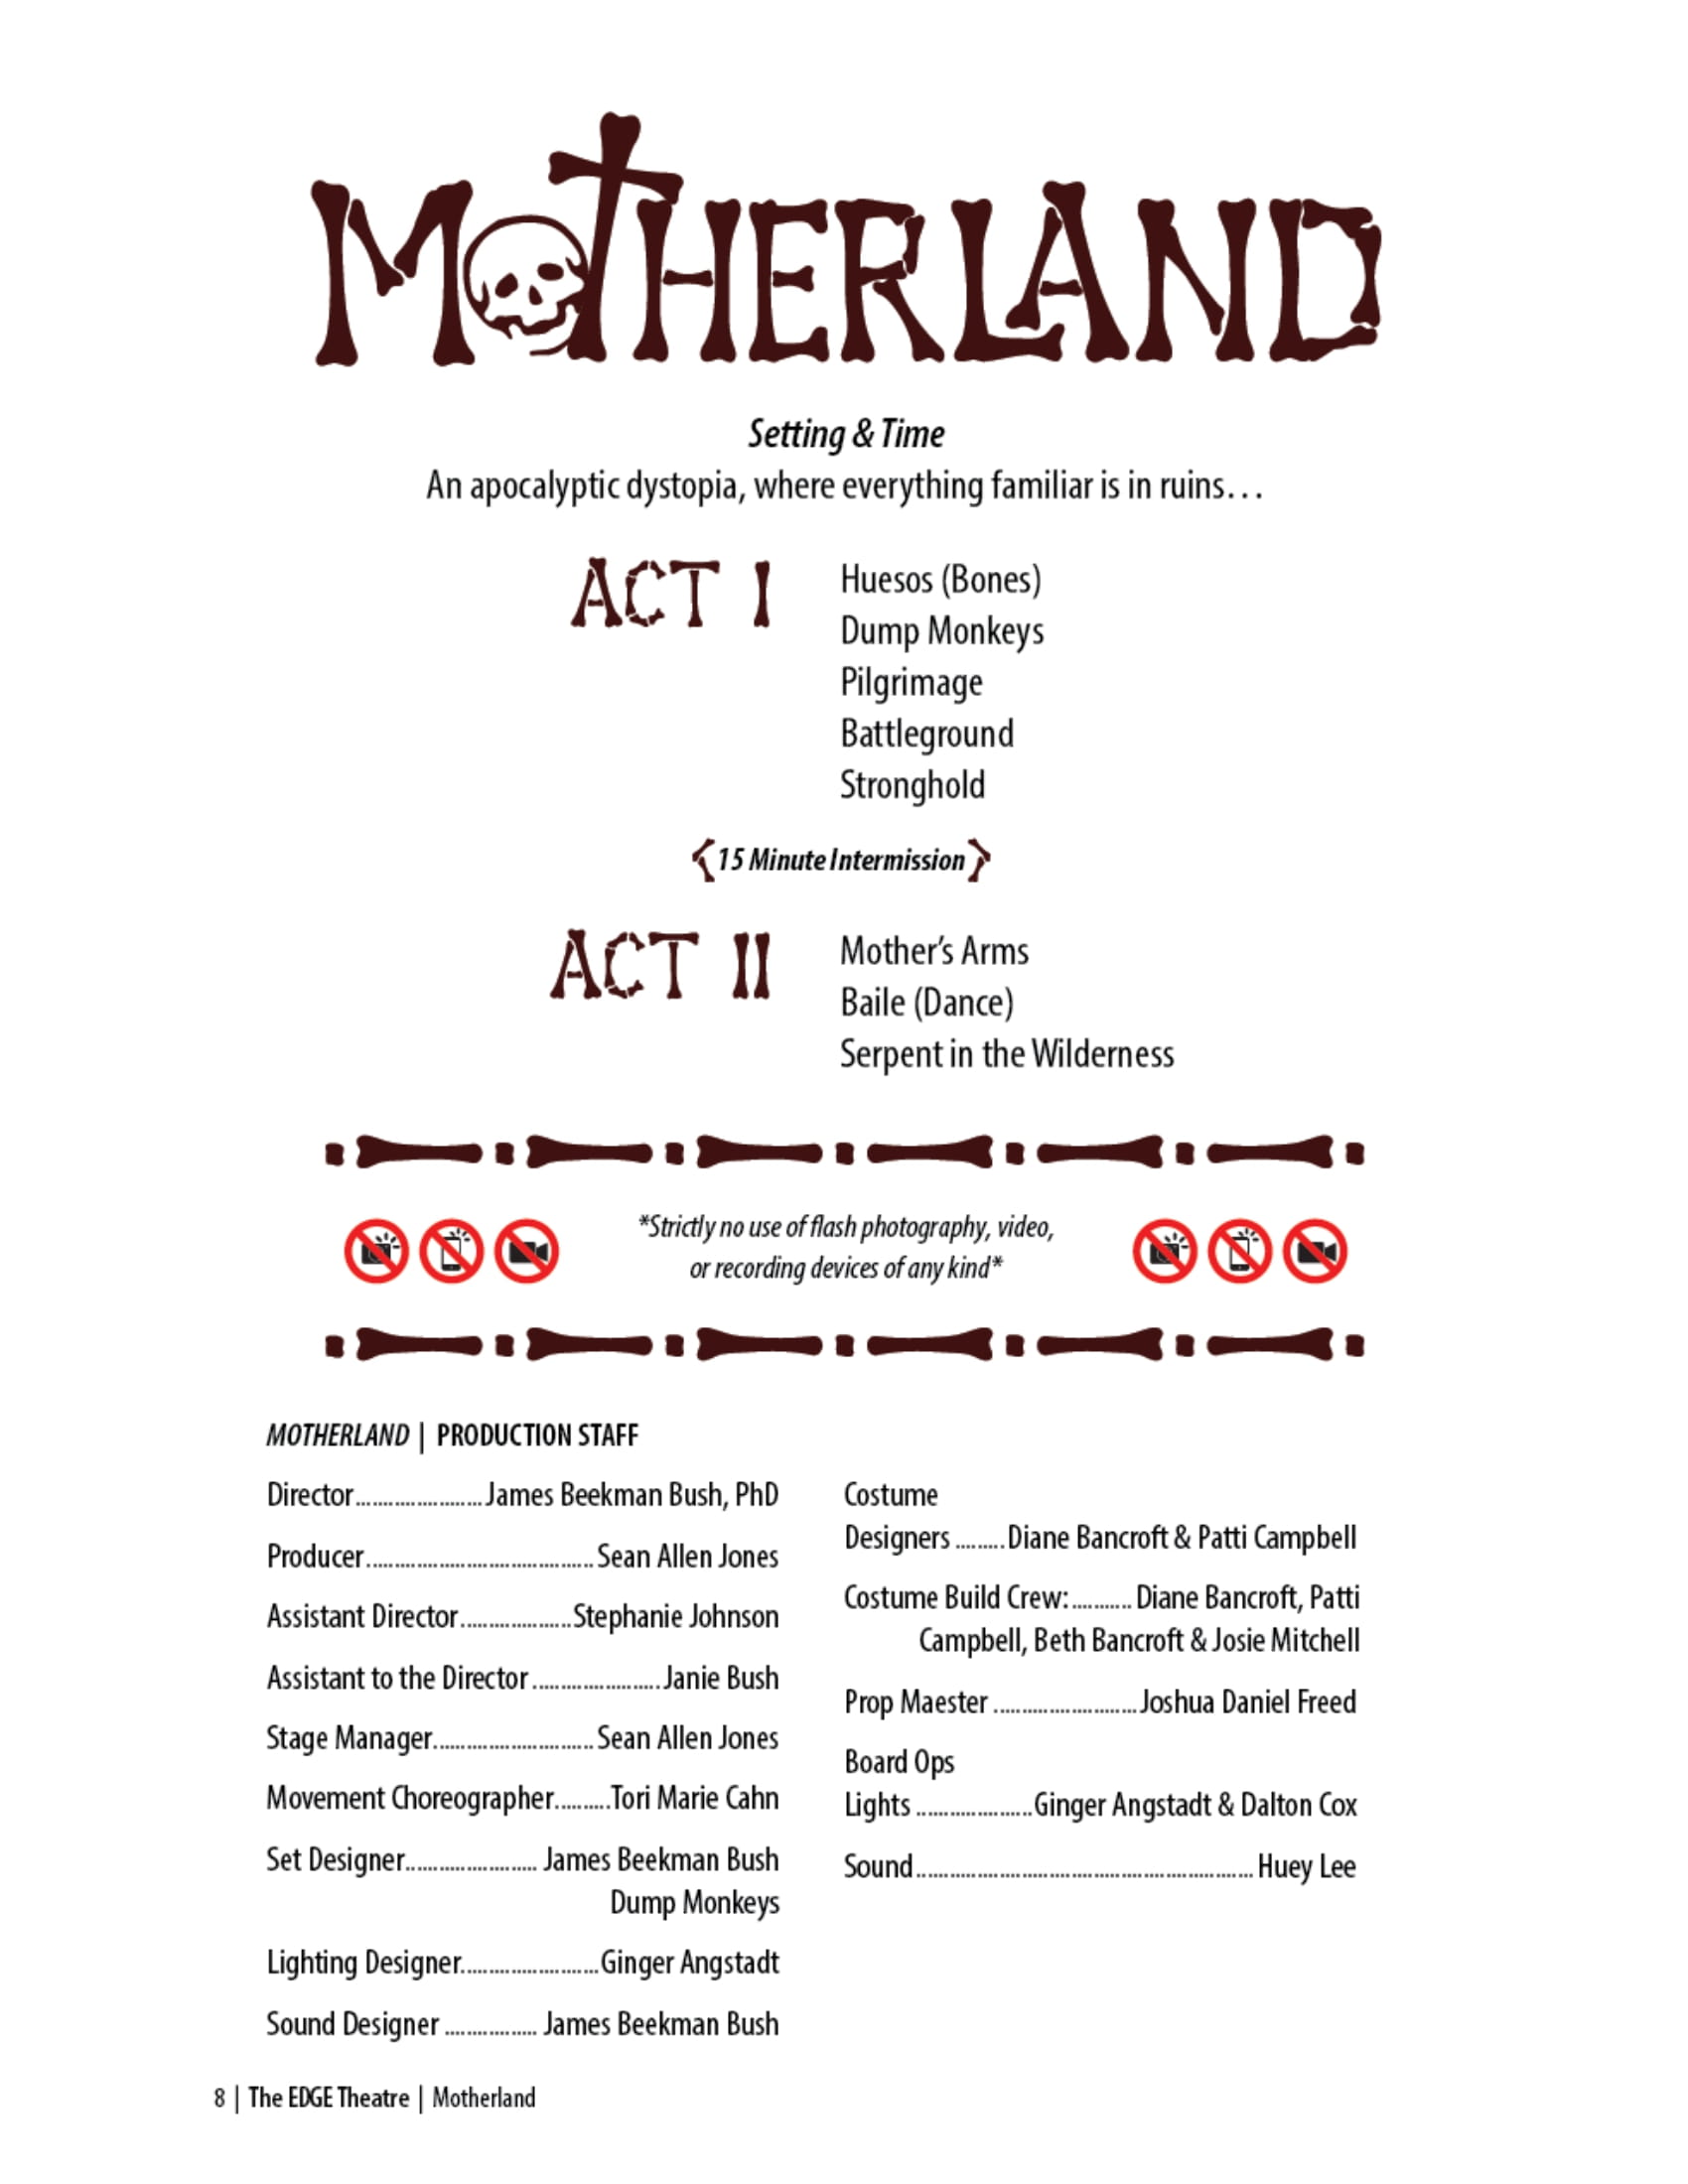 MOTHERLAND
Setting & Time
An apocalyptic dystopia, where everything familiar is in ruins…
ACT I
Huesos (Bones)
Dump Monkeys
Pilgrimage
Battleground
Stronghold
15 Minute Intermission
ACT II
Mother’s Arms
Baile (Dance)
Serpent in the Wilderness
*Strictly no use of flash photography, video,
or recording devices of any kind*
MOTHERLAND | PRODUCTION STAFF
Director......................James Beekman Bush, PhD
Producer........................................Sean Allen Jones
Assistant Director....................Stephanie Johnson
Assistant to the Director.......................Janie Bush
Stage Manager............................Sean Allen Jones
Movement Choreographer..........Tori Marie Cahn
Set Designer....................... James Beekman Bush
Dump Monkeys
Lighting Designer........................Ginger Angstadt
Sound Designer ................. James Beekman Bush
Costume
Designers .........Diane Bancroft & Patti Campbell
Costume Build Crew:........... Diane Bancroft, Patti
Campbell, Beth Bancroft & Josie Mitchell
Prop Maester .........................Joshua Daniel Freed
Board Ops
Lights .....................Ginger Angstadt & Dalton Cox
Sound............................................................ Huey Lee
8 | The EDGE Theatre | Motherland